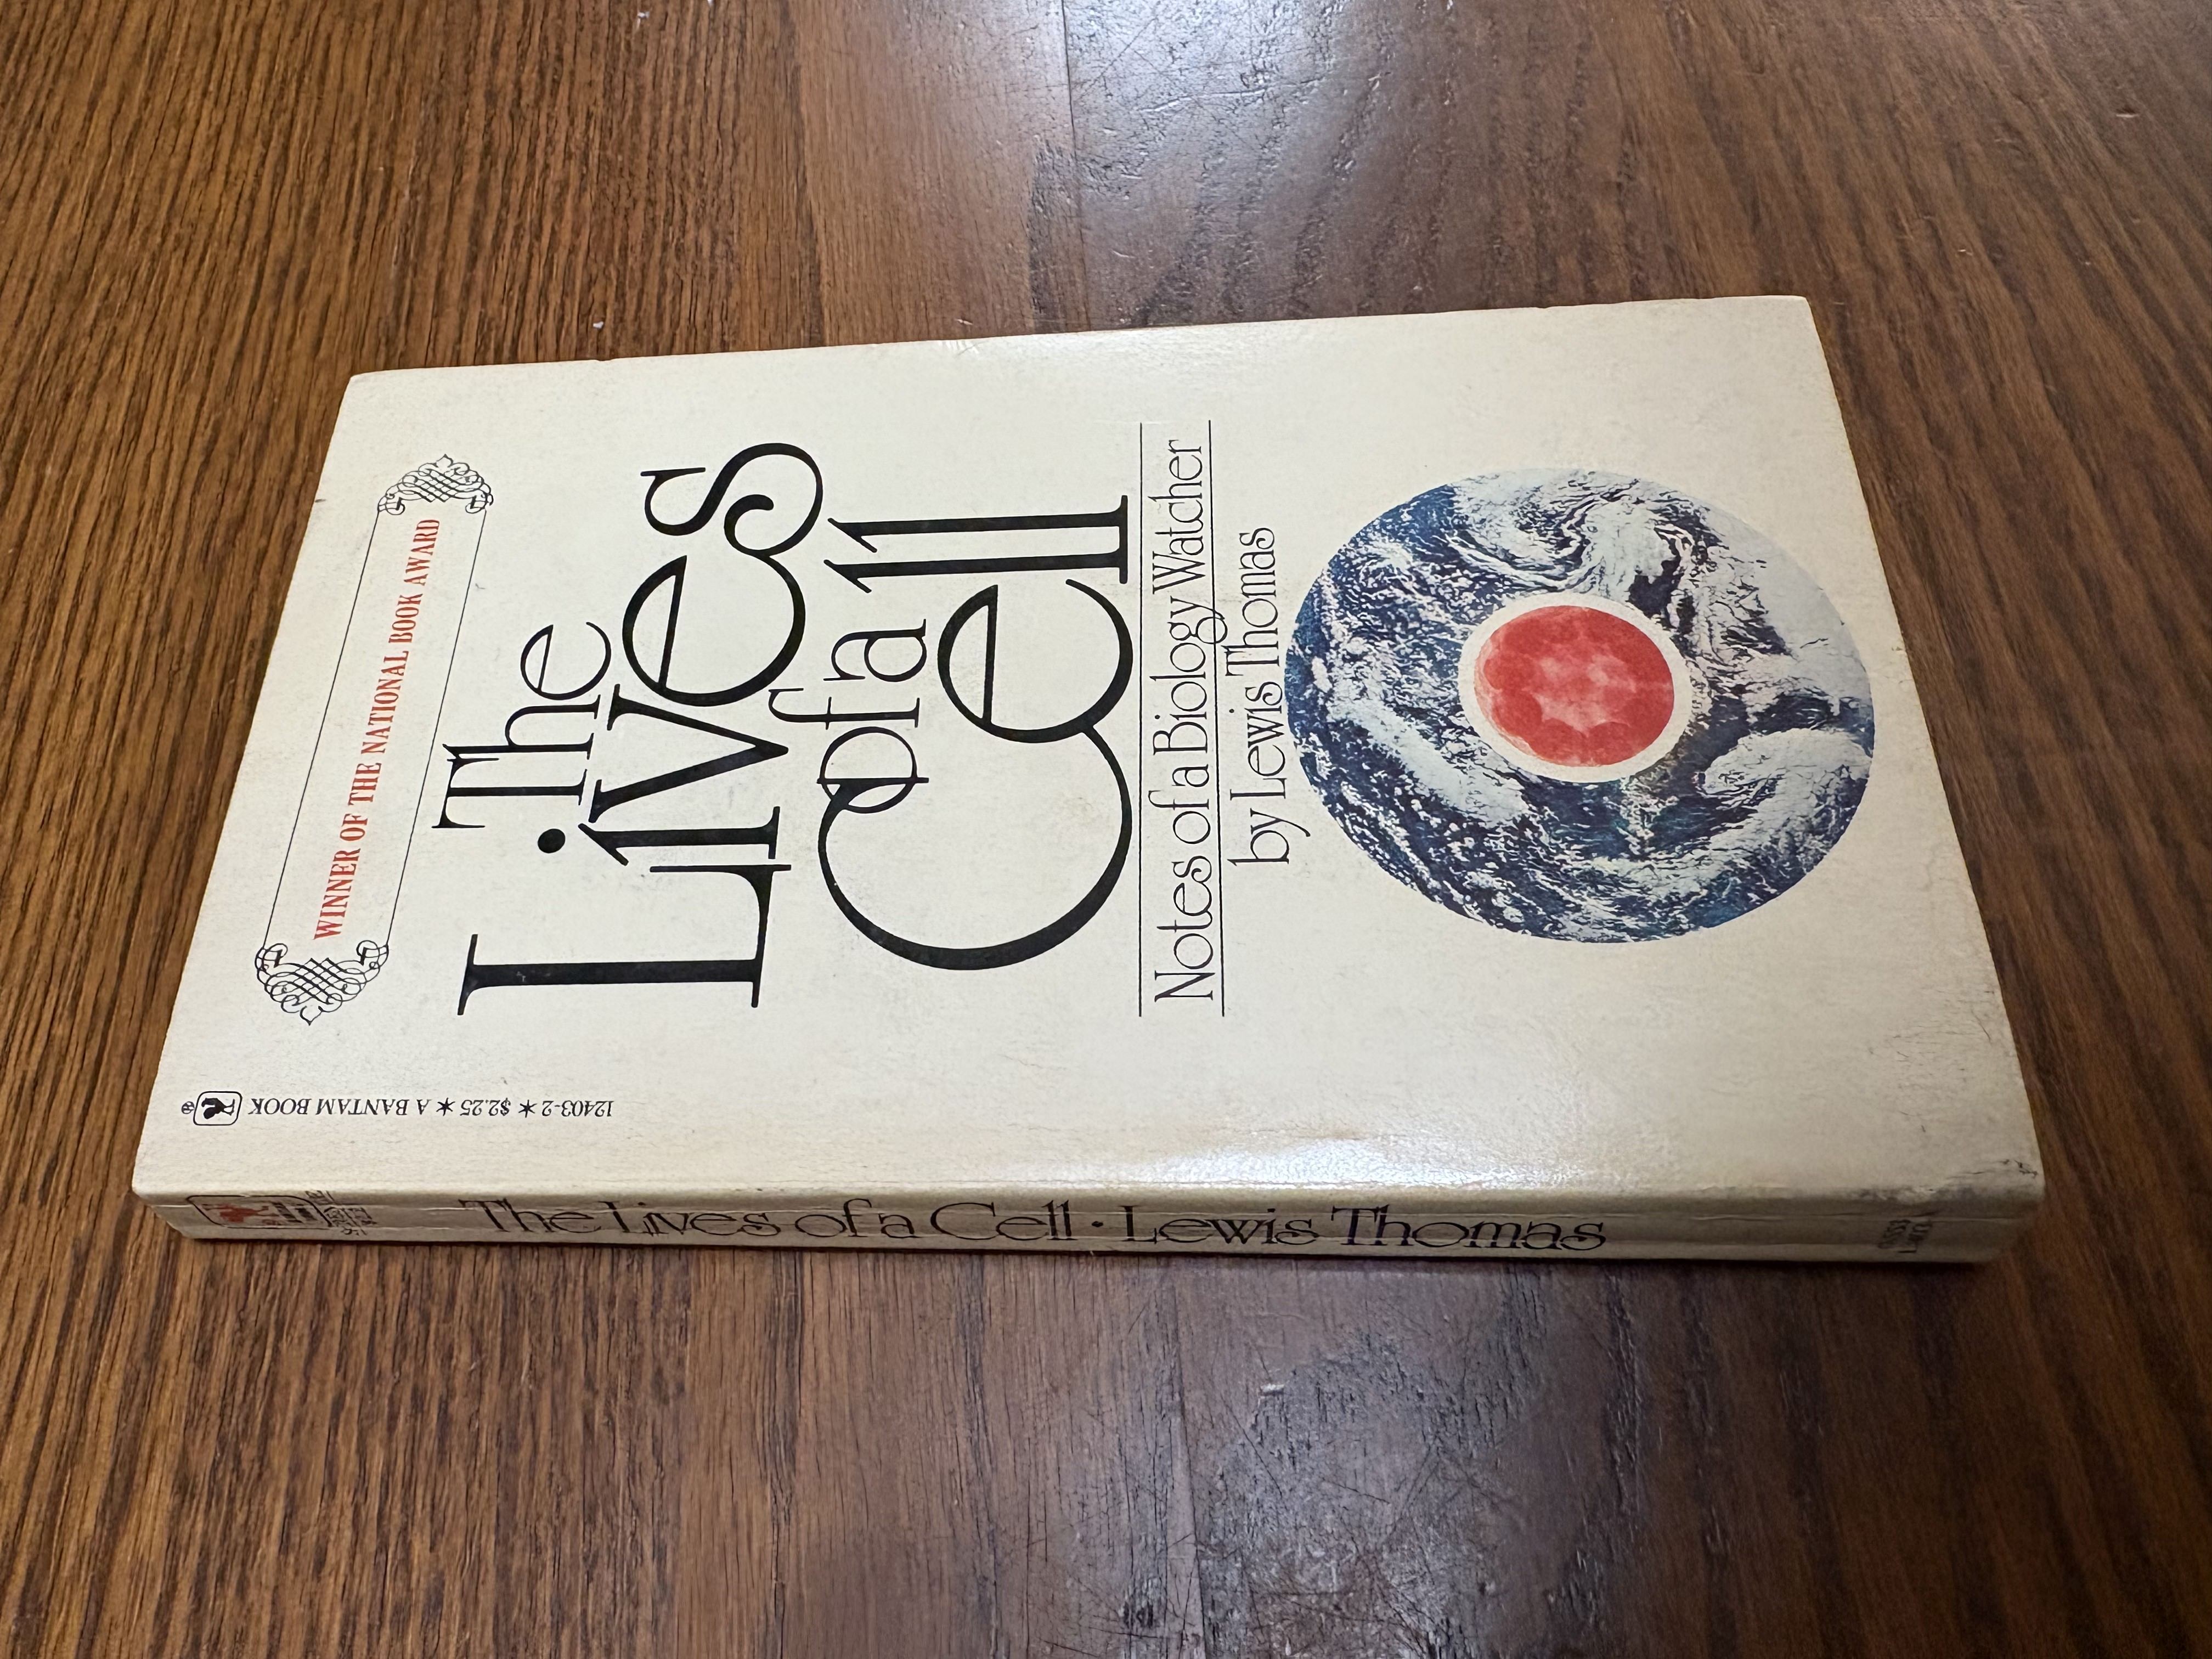 12403-2 * $2.25 * A BANTAM BOOK
WINNER OF THE NATIONAL BOOK AWARD
The
Lives
of a
Cell
Notes of a Biology Watcher
by Lewis Thomas
The Lives of a Cell · Lewis Thomas